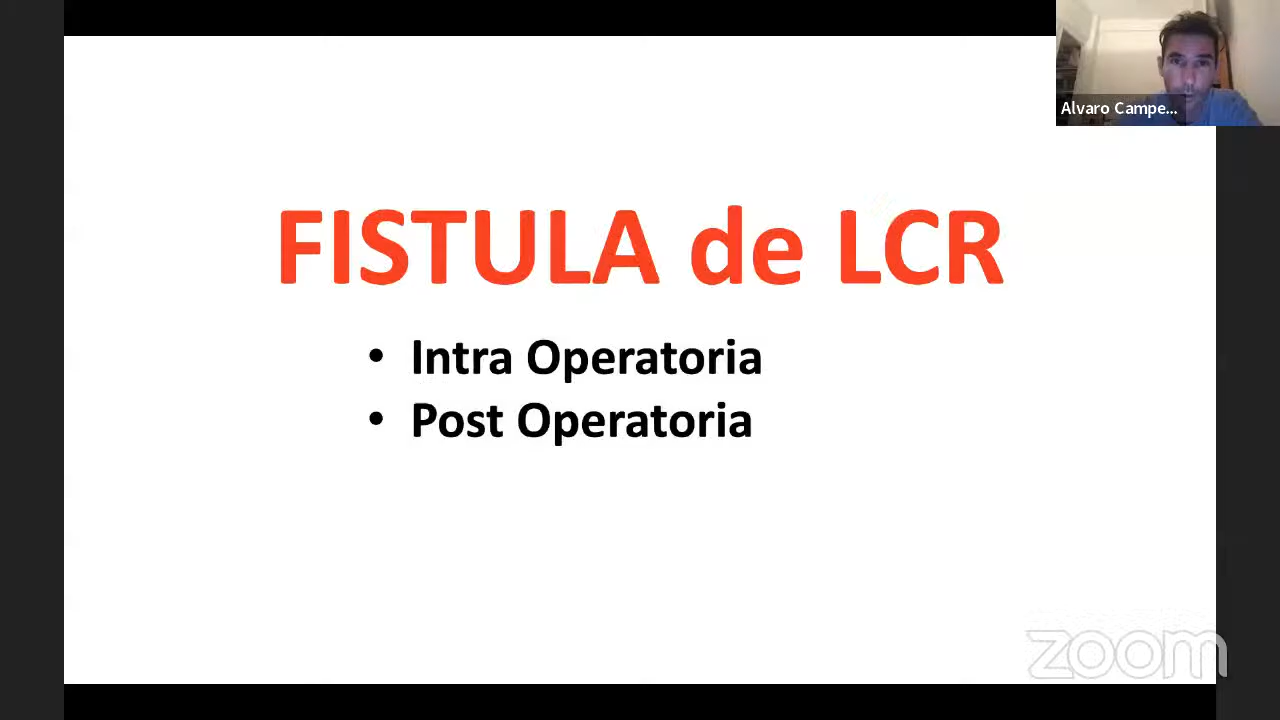 Alvaro Campe...
FISTULA de LCR
• Intra Operatoria
• Post Operatoria
zoom